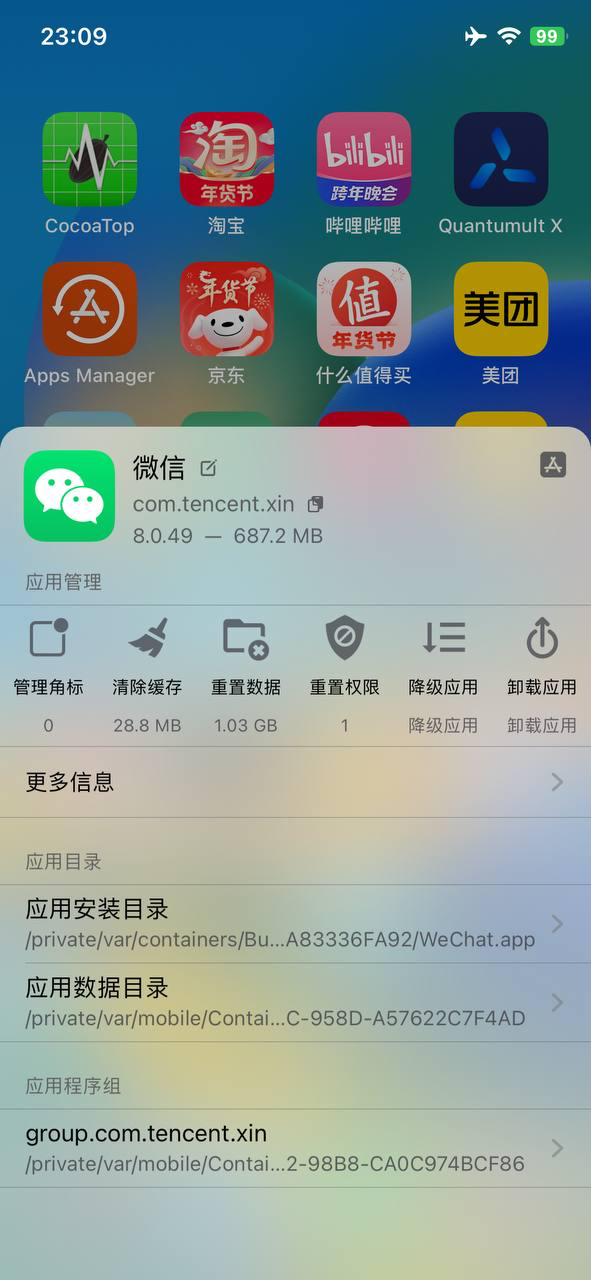 23:09
99
淘
年货节
bilibili
跨年晚会
CocoaTop
淘宝
哔哩哔哩
Quantumult X
年货节
值
年货节
美团
Apps Manager
京东
什么值得买
美团
微信
com.tencent.xin
8.0.49 — 687.2 MB
应用管理
管理角标 清除缓存 重置数据 重置权限 降级应用 卸载应用
0 28.8 MB 1.03 GB 1 降级应用 卸载应用
更多信息
应用目录
应用安装目录
/private/var/containers/Bu...A83336FA92/WeChat.app
应用数据目录
/private/var/mobile/Contai...C-958D-A57622C7F4AD
应用程序组
group.com.tencent.xin
/private/var/mobile/Contai...2-98B8-CA0C974BCF86